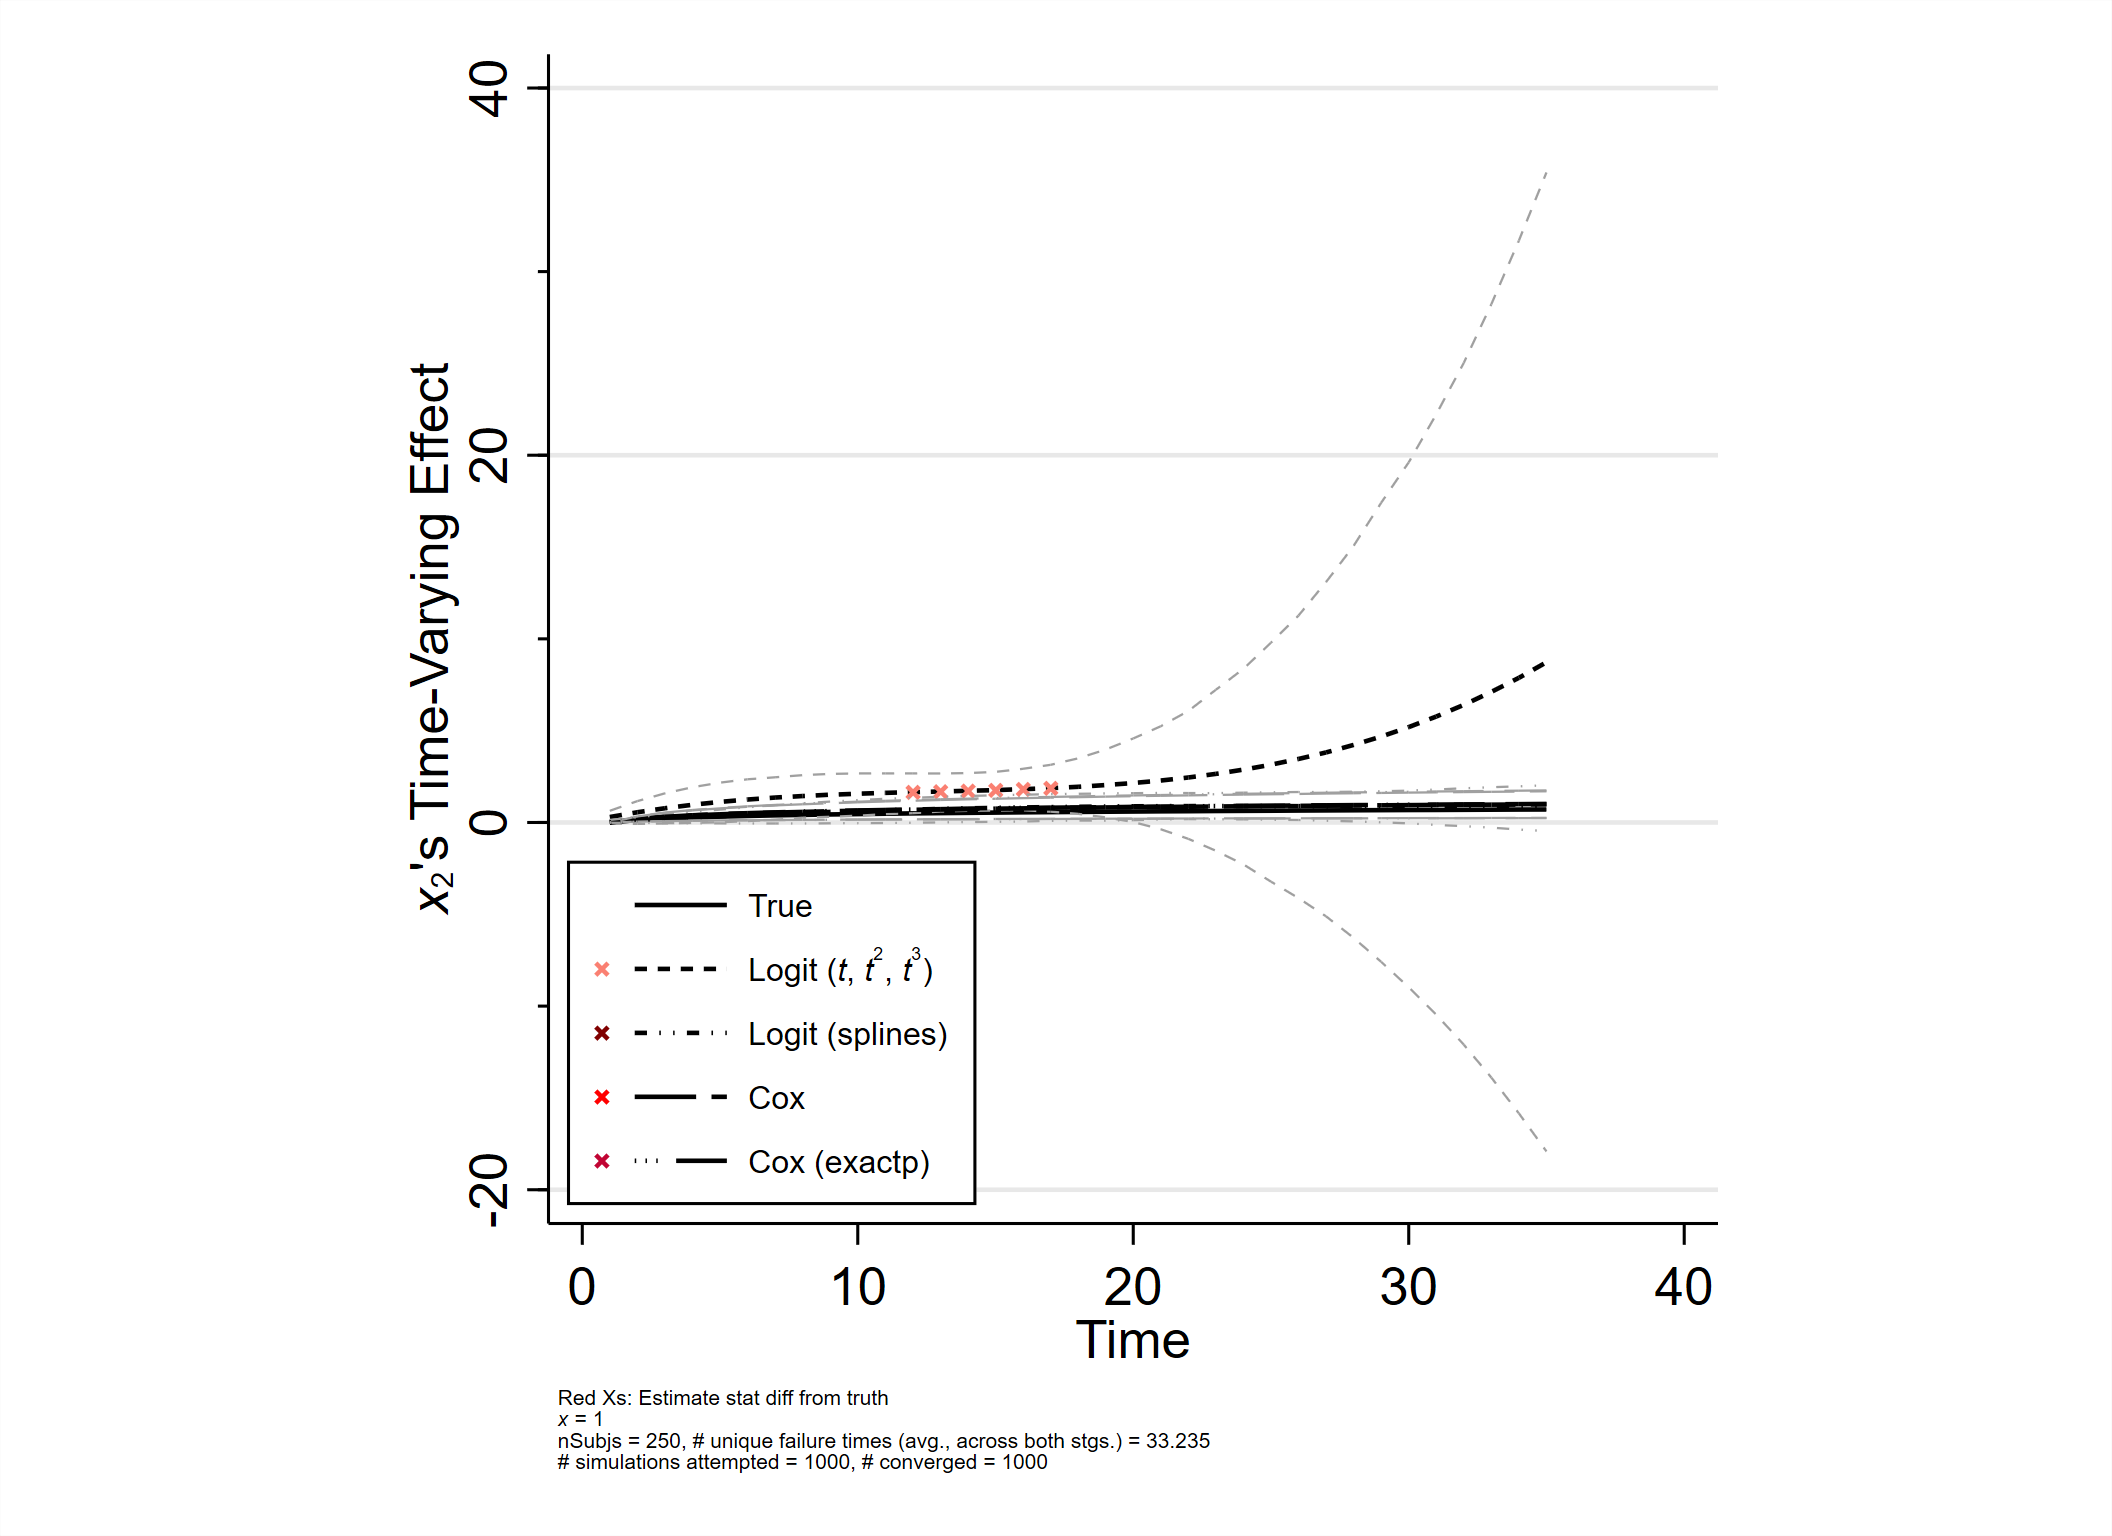 40
20
0
-20
x2's Time-Varying Effect
True
Logit (t, t², t³)
Logit (splines)
Cox
Cox (exactp)
0 10 20 30 40
Time
Red Xs: Estimate stat diff from truth
x = 1
nSubjs = 250, # unique failure times (avg., across both stgs.) = 33.235
# simulations attempted = 1000, # converged = 1000